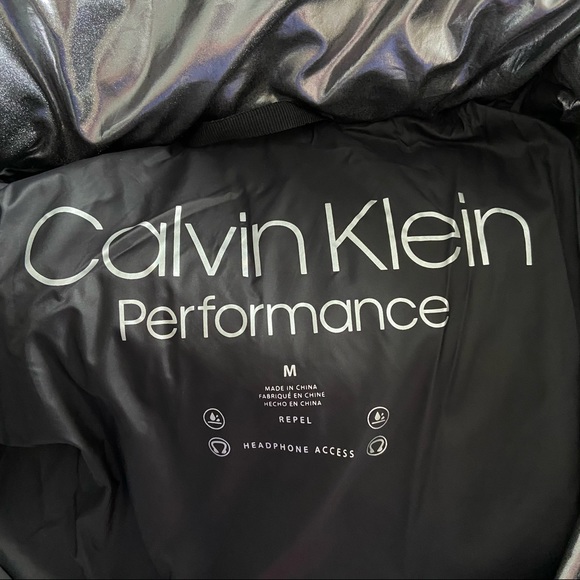 Calvin Klein
Performance
M
MADE IN CHINA
FABRIQUÉ EN CHINE
HECHO EN CHINA
REPEL
HEADPHONE ACCESS